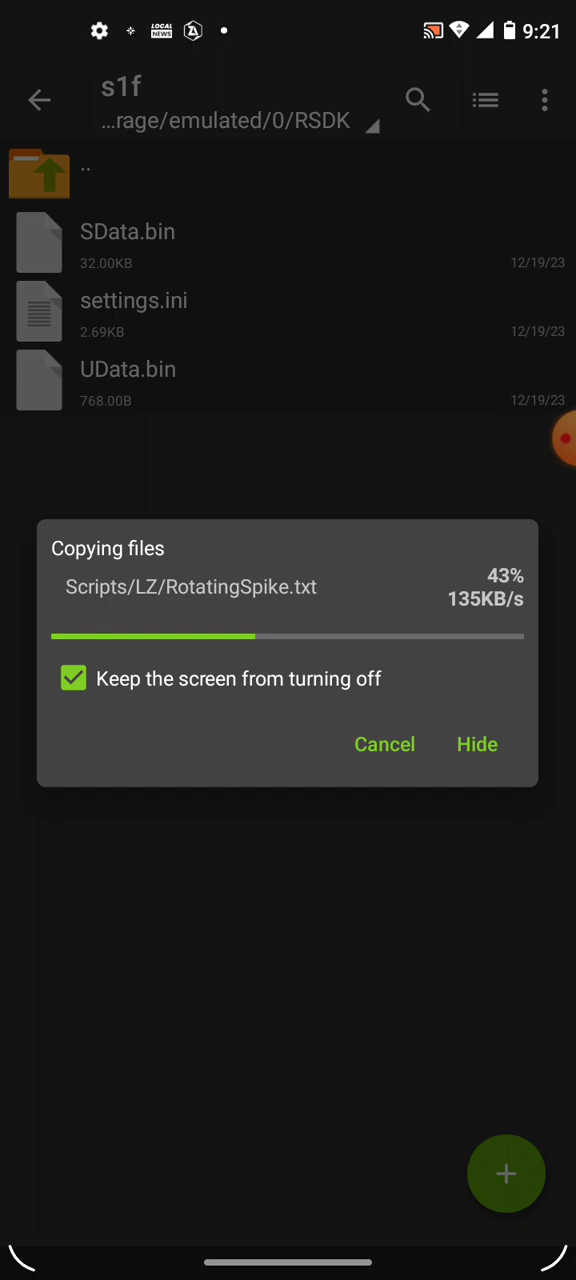 LOCAL
NEWS
9:21
s1f
...rage/emulated/0/RSDK
..
SData.bin
32.00KB
12/19/23
settings.ini
2.69KB
12/19/23
UData.bin
768.00B
12/19/23
Copying files
Scripts/LZ/RotatingSpike.txt
43%
135KB/s
Keep the screen from turning off
Cancel
Hide